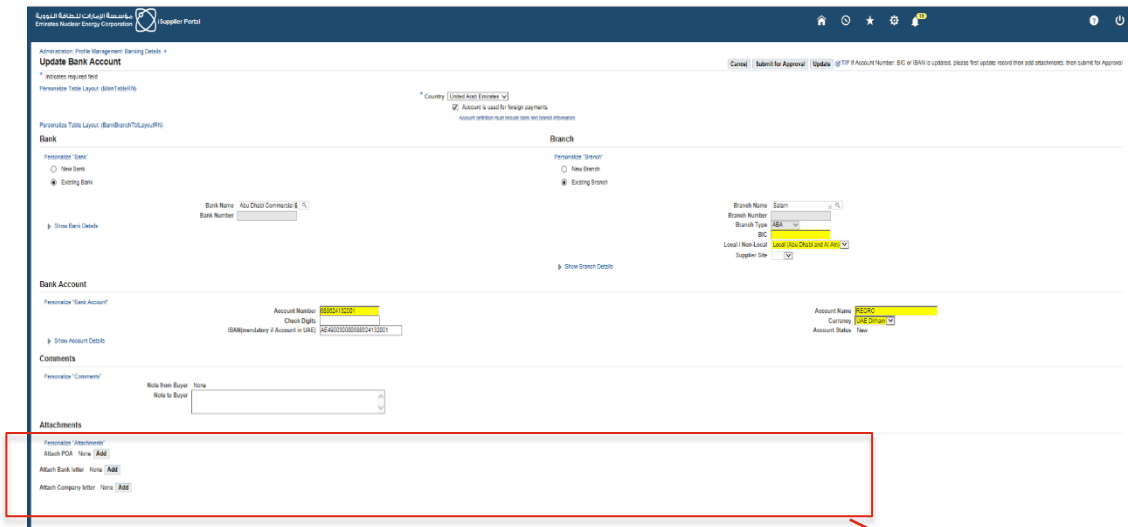 مؤسسة الإمارات للطاقة النووية
Emirates Nuclear Energy Corporation
iSupplier Portal
Administration: Profile Management: Banking Details >
Update Bank Account
Cancel Submit for Approval Update TIP If Account Number, BIC or IBAN is updated, please first update record then add attachments, then submit for Approval
* Indicates required field
Personalize Table Layout: (MainTableRN)
* Country United Arab Emirates
Account is used for foreign payments
Account definition must include bank and branch information.
Personalize Table Layout: (BankBranchTblLayoutRN)
Bank Branch
Personalize "Bank" Personalize "Branch"
New Bank New Branch
Existing Bank Existing Branch
Bank Name Abu Dhabi Commercial B Branch Name Salam
Bank Number Branch Number
Show Bank Details Branch Type ABA
BIC
Local / Non-Local Local (Abu Dhabi and Al Ain)
Supplier Site
Show Branch Details
Bank Account
Personalize "Bank Account"
Account Number Account Name REORO
Check Digits Currency UAE Dirham
IBAN(mandatory if Account in UAE) Account Status New
Show Account Details
Comments
Personalize "Comments"
Note from Buyer None
Note to Buyer
Attachments
Personalize "Attachments"
Attach POA None Add
Attach Bank letter None Add
Attach Company letter None Add